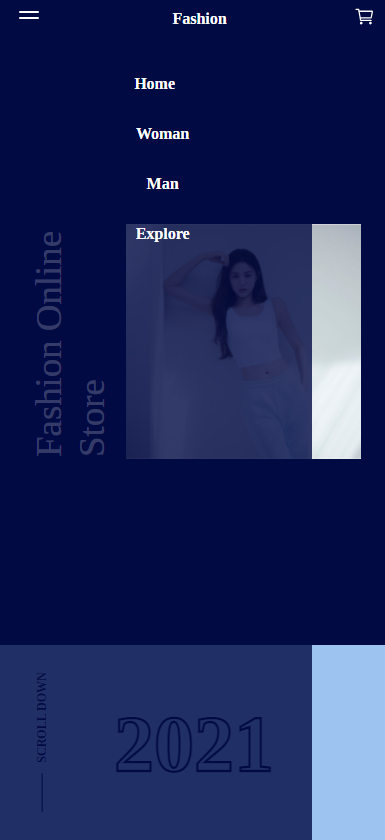 Fashion
Home
Woman
Man
Explore
Fashion Online
Store
SCROLL DOWN
2021